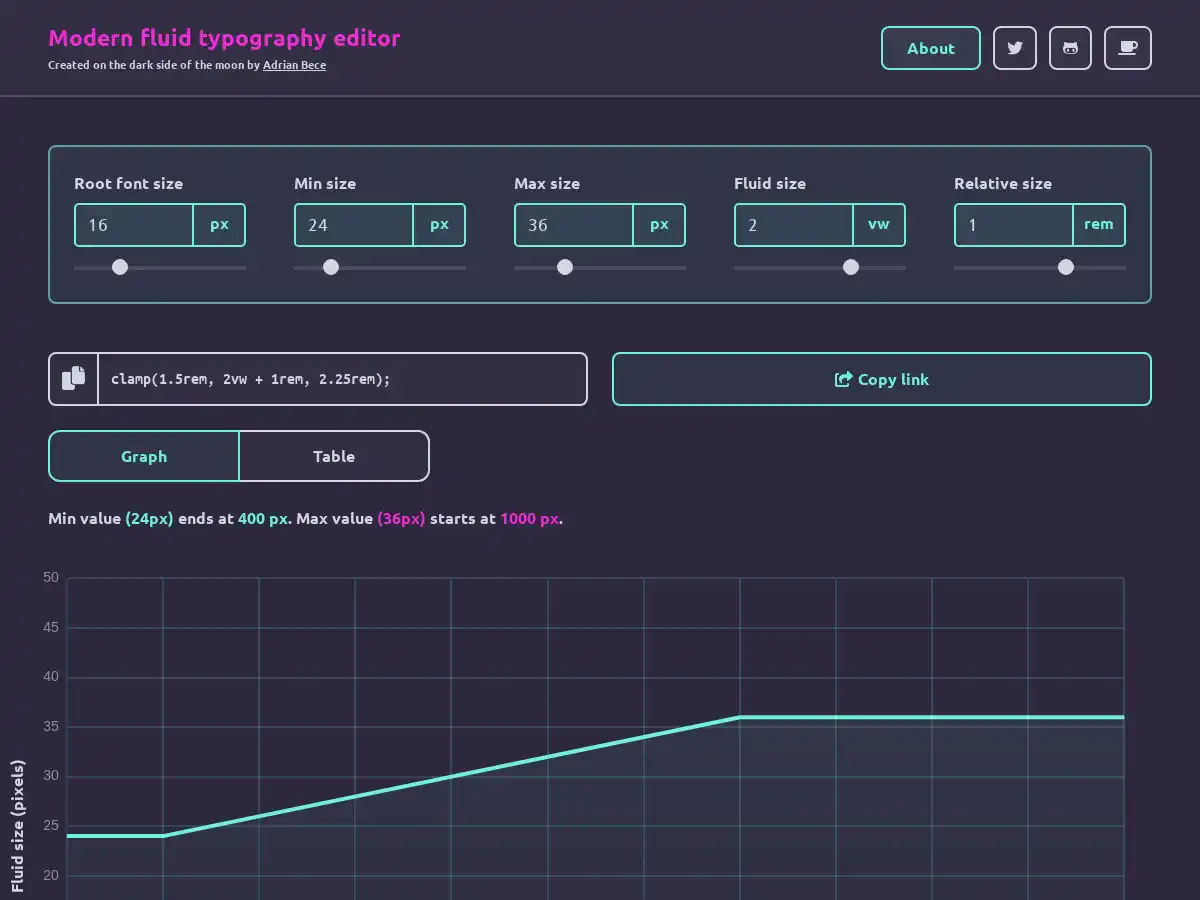 Modern fluid typography editor
Created on the dark side of the moon by Adrian Bece
About
Root font size
16 px
Min size
24 px
Max size
36 px
Fluid size
2 vw
Relative size
1 rem
clamp(1.5rem, 2vw + 1rem, 2.25rem);
Copy link
Graph
Table
Min value (24px) ends at 400 px. Max value (36px) starts at 1000 px.
50
45
40
35
30
25
20
Fluid size (pixels)